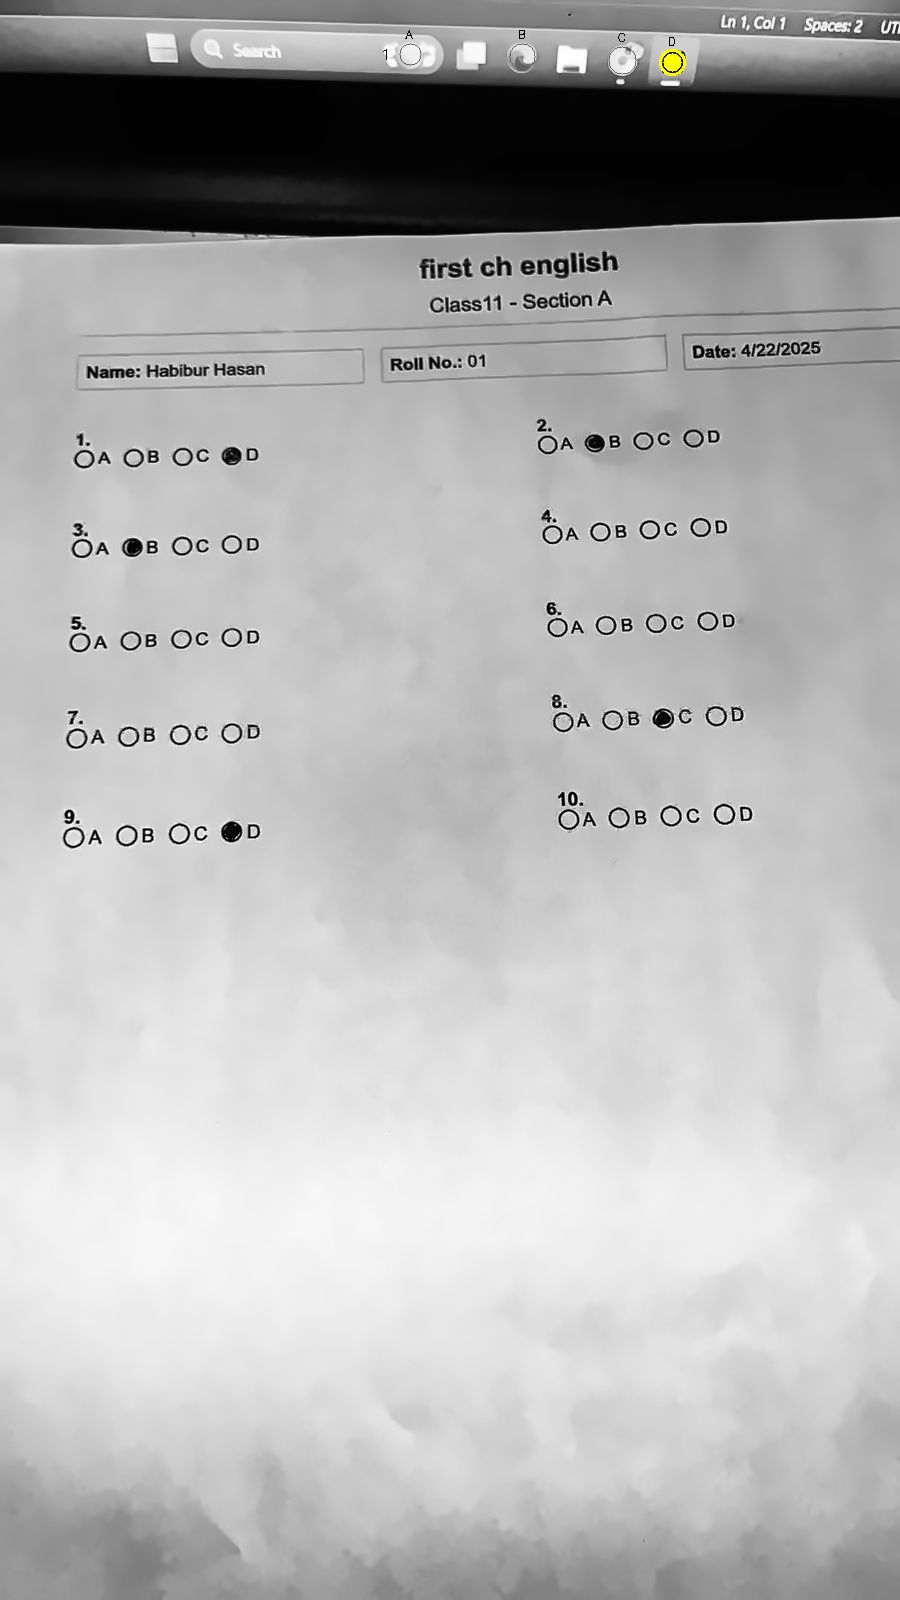 Ln 1, Col 1 Spaces: 2
Search
1 A B C D
first ch english
Class11 - Section A
Name: Habibur Hasan Roll No.: 01 Date: 4/22/2025
1.
A B C D
2.
A B C D
3.
A B C D
4.
A B C D
5.
A B C D
6.
A B C D
7.
A B C D
8.
A B C D
9.
A B C D
10.
A B C D